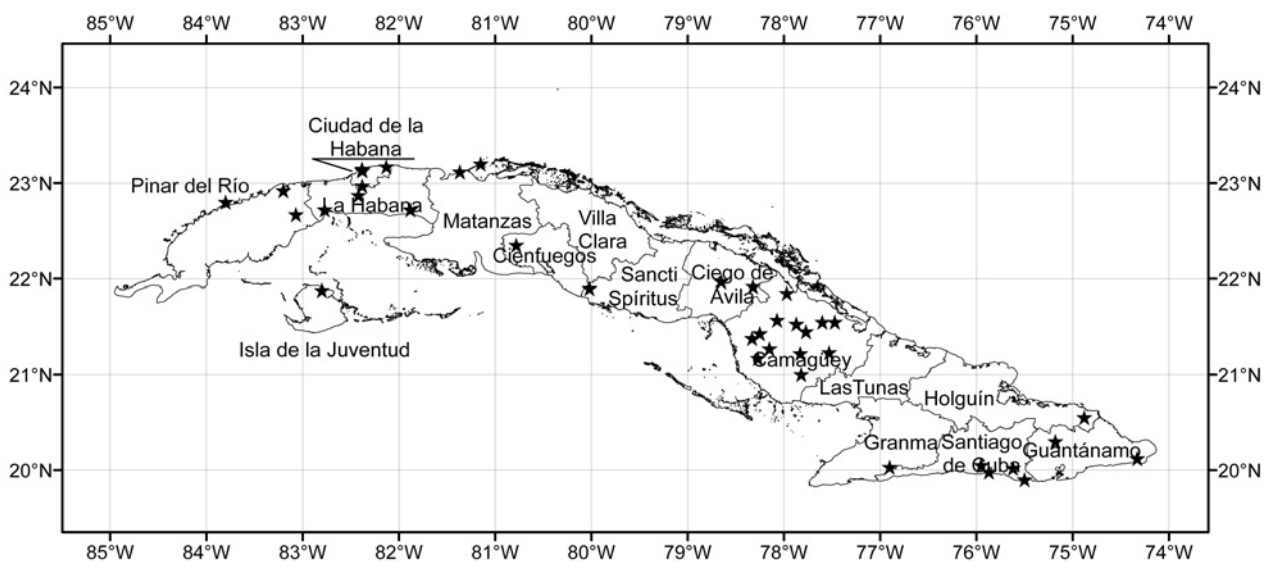 85°W 84°W 83°W 82°W 81°W 80°W 79°W 78°W 77°W 76°W 75°W 74°W
24°N 24°N
Ciudad de la
Habana
23°N 23°N
Pinar del Río
La Habana
Matanzas
Villa
Clara
Cienfuegos
22°N 22°N
Sancti
Spíritus
Ciego de
Ávila
Isla de la Juventud
21°N 21°N
Camagüey
LasTunas
Holguín
Granma
Santiago
de Cuba
Guantánamo
20°N 20°N
85°W 84°W 83°W 82°W 81°W 80°W 79°W 78°W 77°W 76°W 75°W 74°W